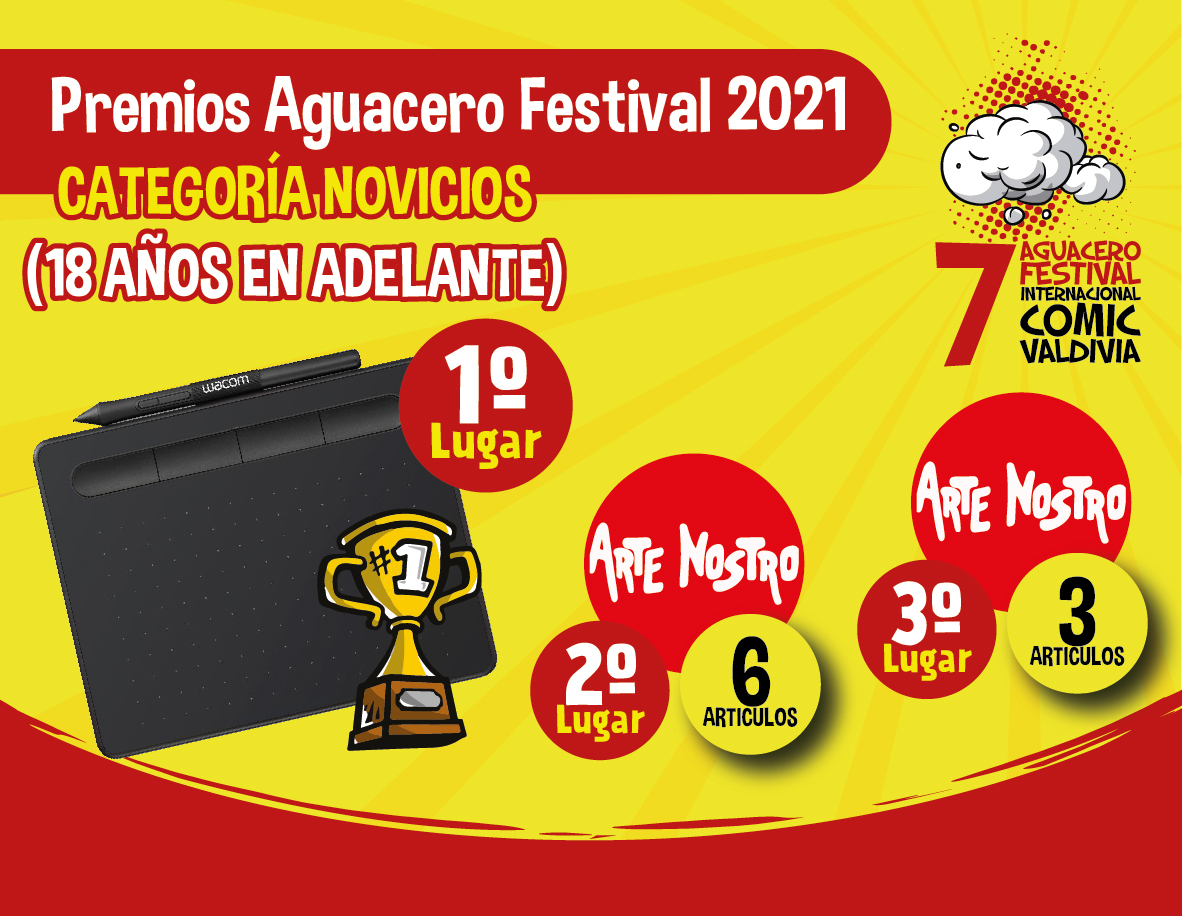 Premios Aguacero Festival 2021
CATEGORÍA NOVICIOS
(18 AÑOS EN ADELANTE)
7
AGUACERO
FESTIVAL
INTERNACIONAL
COMIC
VALDIVIA
wacom
1º
Lugar
#1
ARTE NOSTRO
2º
Lugar
6
ARTICULOS
ARTE NOSTRO
3º
Lugar
3
ARTICULOS